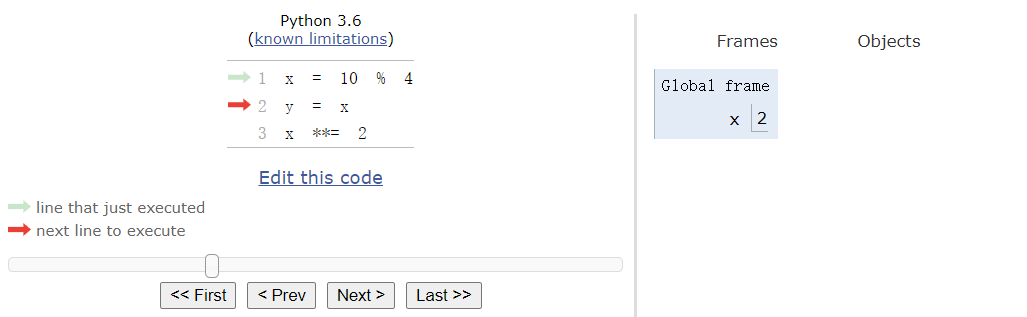 Python 3.6
(known limitations)
1 x = 10 % 4
2 y = x
3 x **= 2
Edit this code
line that just executed
next line to execute
<< First
< Prev
Next >
Last >>
Frames
Objects
Global frame
x 2